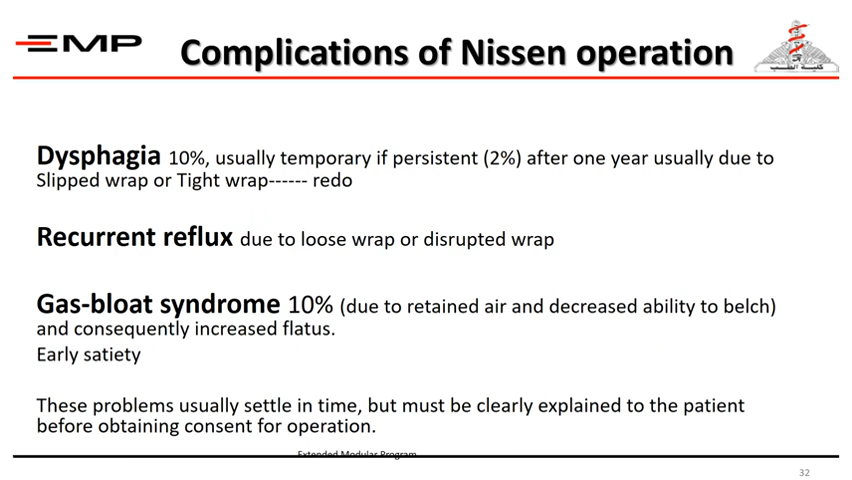 EMP
Complications of Nissen operation
كلية الطب
Dysphagia 10%, usually temporary if persistent (2%) after one year usually due to
Slipped wrap or Tight wrap------ redo
Recurrent reflux due to loose wrap or disrupted wrap
Gas-bloat syndrome 10% (due to retained air and decreased ability to belch)
and consequently increased flatus.
Early satiety
These problems usually settle in time, but must be clearly explained to the patient
before obtaining consent for operation.
Extended Modular Program
32